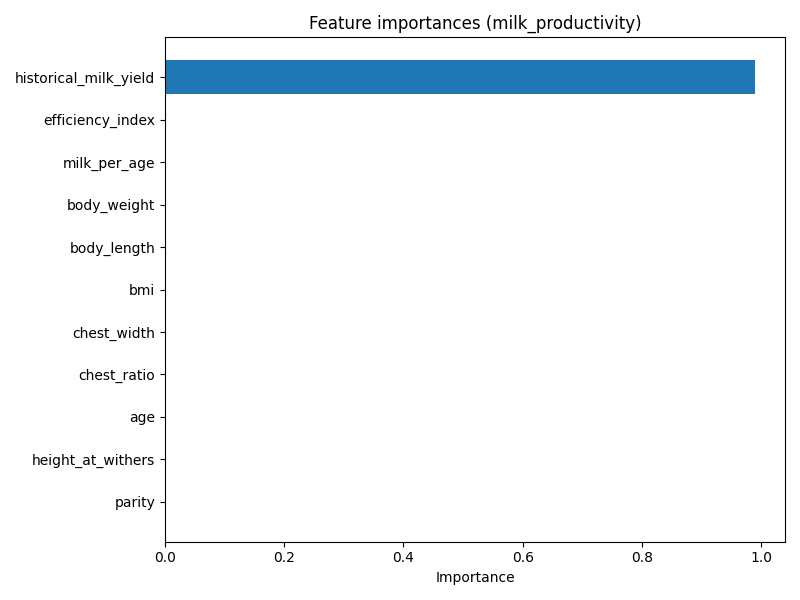 Feature importances (milk_productivity)
historical_milk_yield
efficiency_index
milk_per_age
body_weight
body_length
bmi
chest_width
chest_ratio
age
height_at_withers
parity
0.0 0.2 0.4 0.6 0.8 1.0
Importance